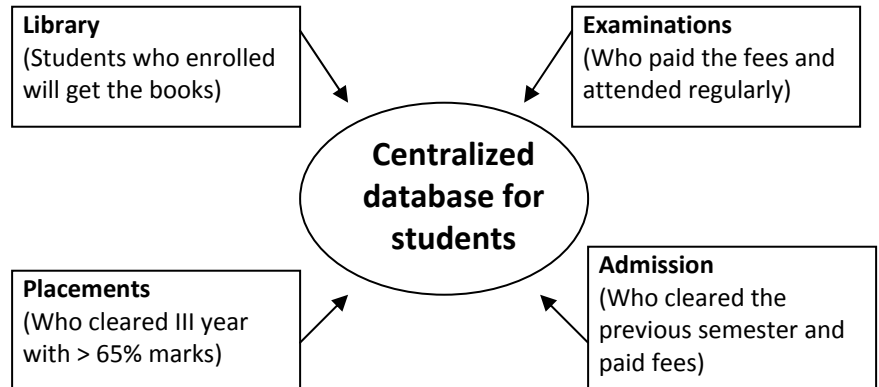 Library
(Students who enrolled
will get the books)
Examinations
(Who paid the fees and
attended regularly)
Centralized
database for
students
Placements
(Who cleared III year
with > 65% marks)
Admission
(Who cleared the
previous semester and
paid fees)